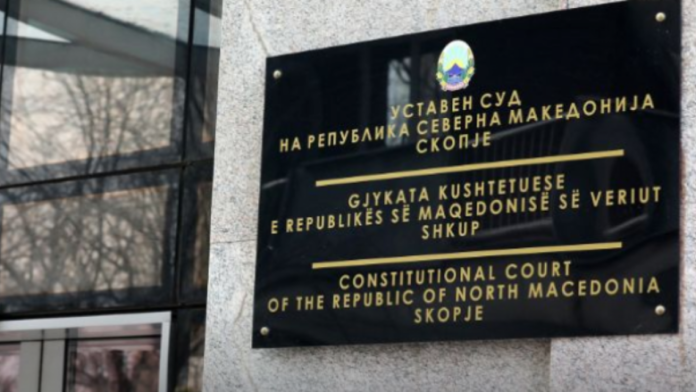 УСТАВЕН СУД
НА РЕПУБЛИКА СЕВЕРНА МАКЕДОНИЈА
СКОПЈЕ
GJYKATA KUSHTETUESE
E REPUBLIKËS SË MAQEDONISË SË VERIUT
SHKUP
CONSTITUTIONAL COURT
OF THE REPUBLIC OF NORTH MACEDONIA
SKOPJE